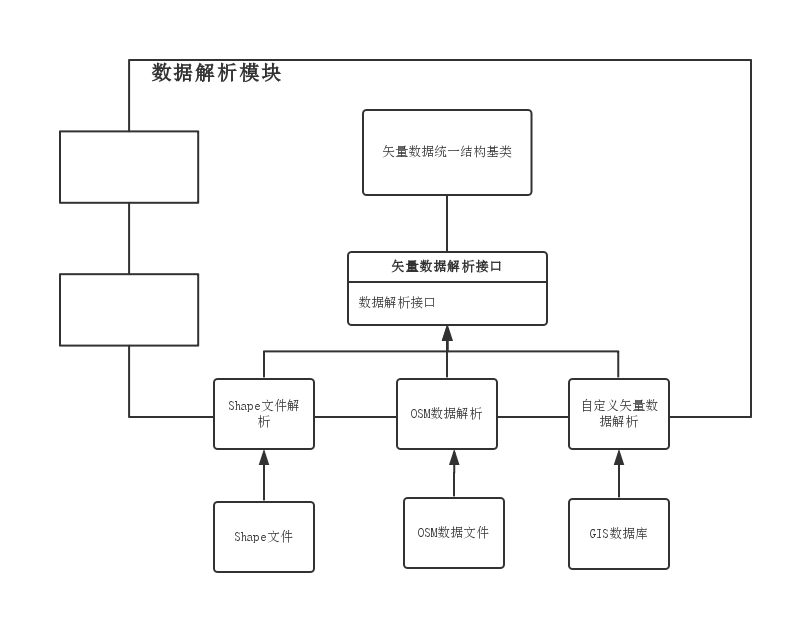 数据解析模块
矢量数据统一结构基类
矢量数据解析接口
数据解析接口
Shape文件解
析
OSM数据解析
自定义矢量数
据解析
Shape文件
OSM数据文件
GIS数据库